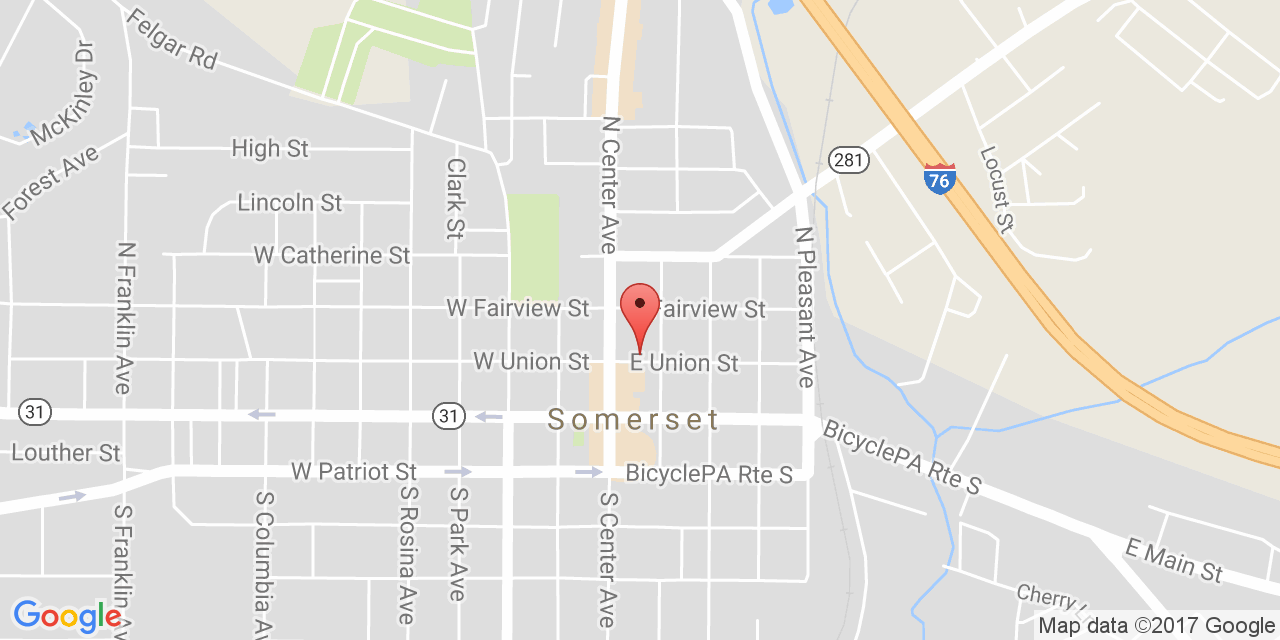 Felgar Rd
McKinley Dr
Forest Ave
High St
Lincoln St
Clark St
N Center Ave
281
76
Locust St
W Catherine St
N Franklin Ave
N Pleasant Ave
W Fairview St
Fairview St
W Union St
E Union St
31
31
Somerset
Louther St
W Patriot St
BicyclePA Rte S
BicyclePA Rte S
S Franklin Av
S Columbia Av
S Rosina Ave
S Park Ave
S Center Ave
E Main St
Cherry L
Google
Map data ©2017 Google